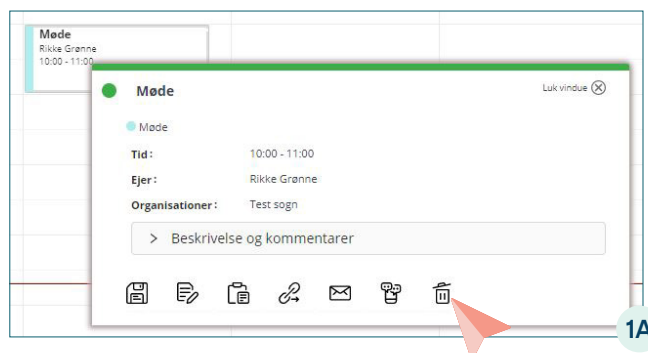 Møde
Rikke Grønne
10:00 - 11:00
Møde
Luk vindue
Møde
Tid: 10:00 - 11:00
Ejer: Rikke Grønne
Organisationer: Test sogn
> Beskrivelse og kommentarer
1A